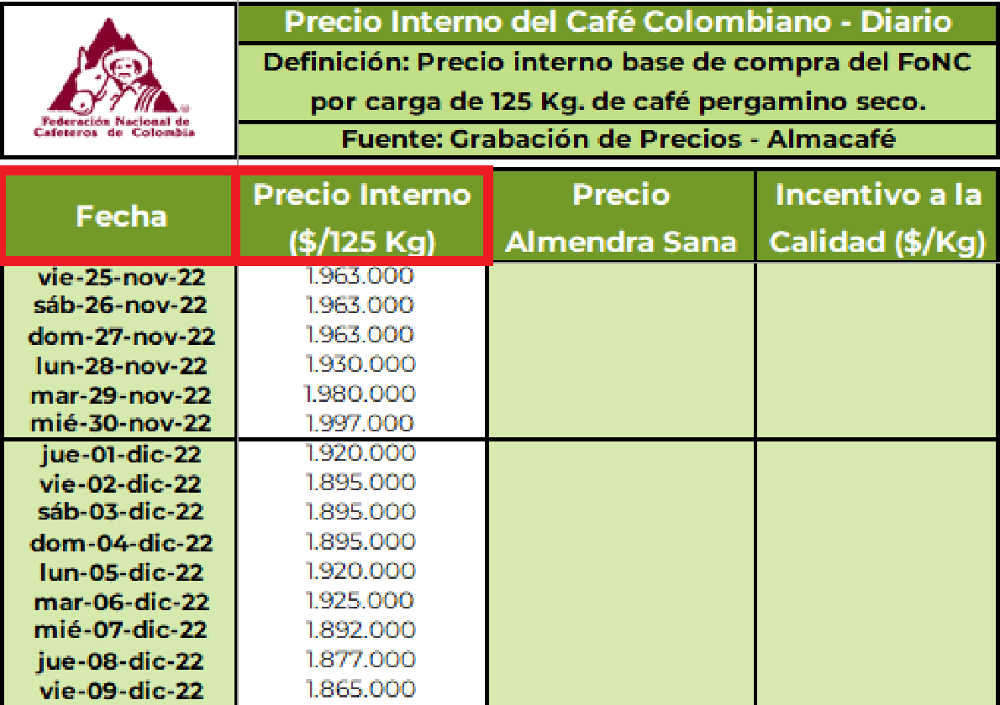 Precio Interno del Café Colombiano - Diario
Definición: Precio interno base de compra del FoNC
por carga de 125 Kg. de café pergamino seco.
Fuente: Grabación de Precios - Almacafé
Federación Nacional de
Cafeteros de Colombia
Fecha
Precio Interno
($/125 Kg)
Precio
Almendra Sana
Incentivo a la
Calidad ($/Kg)
vie-25-nov-22 1.963.000
sáb-26-nov-22 1.963.000
dom-27-nov-22 1.963.000
lun-28-nov-22 1.930.000
mar-29-nov-22 1.980.000
mié-30-nov-22 1.997.000
jue-01-dic-22 1.920.000
vie-02-dic-22 1.895.000
sáb-03-dic-22 1.895.000
dom-04-dic-22 1.895.000
lun-05-dic-22 1.920.000
mar-06-dic-22 1.925.000
mié-07-dic-22 1.892.000
jue-08-dic-22 1.877.000
vie-09-dic-22 1.865.000